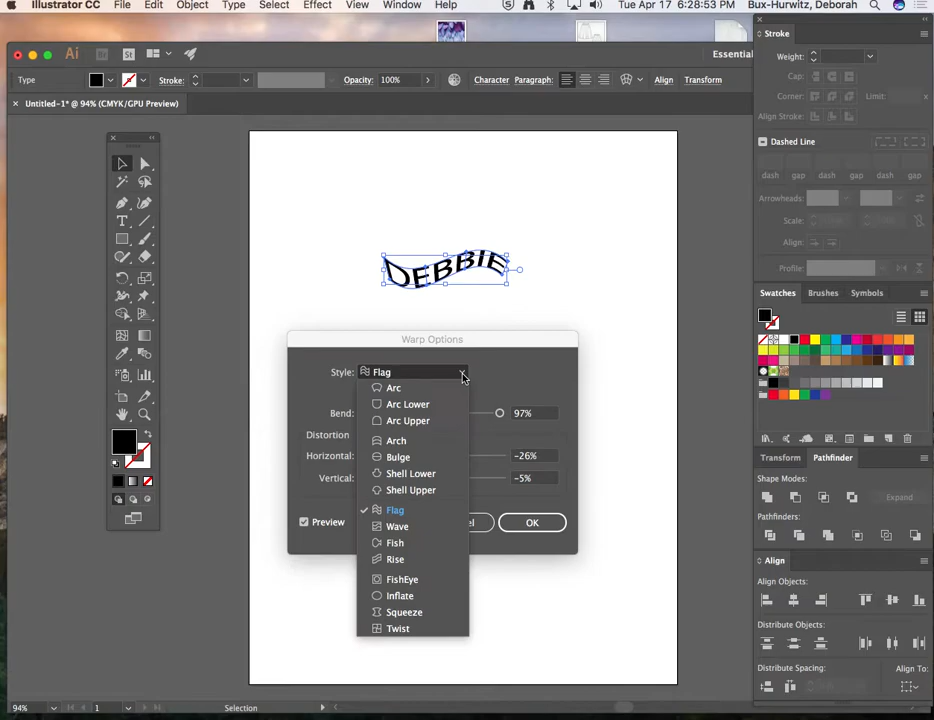 Illustrator CC File Edit Object Type Select Effect View Window Help Tue Apr 17 6:28:53 PM Bux-Hurwitz, Deborah
Ai Br St Essential
Type Stroke: Opacity: 100% Character Paragraph: Align Transform
Untitled-1* @ 94% (CMYK/GPU Preview)
DEBBIE
Warp Options
Style: Flag
Arc
Arc Lower
Arc Upper
Arch
Bulge
Shell Lower
Shell Upper
Flag
Wave
Fish
Rise
FishEye
Inflate
Squeeze
Twist
Bend: 97%
Distortion
Horizontal: -26%
Vertical: -5%
Preview OK
Stroke
Weight:
Cap:
Corner: Limit:
Align Stroke:
Dashed Line
dash gap dash gap dash gap
Arrowheads:
Scale:
Align:
Profile:
Swatches Brushes Symbols
Transform Pathfinder
Shape Modes:
Expand
Pathfinders:
Align
Align Objects:
Distribute Objects:
Distribute Spacing: Align To:
94% 1 Selection